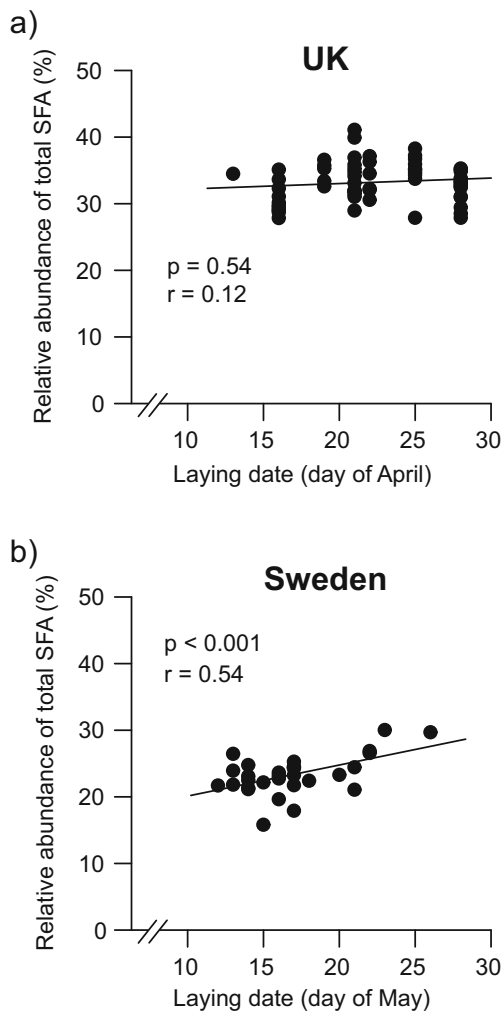 a)
UK
Relative abundance of total SFA (%)
50
40
30
20
10
0
p = 0.54
r = 0.12
10 15 20 25 30
Laying date (day of April)
b)
Sweden
Relative abundance of total SFA (%)
50
40
30
20
10
0
p < 0.001
r = 0.54
10 15 20 25 30
Laying date (day of May)